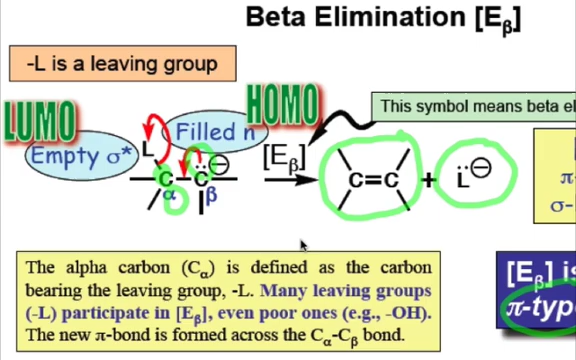 Beta Elimination [Eβ]
-L is a leaving group
LUMO
HOMO
This symbol means beta
Empty σ*
Filled n
L
C – C
α β
[Eβ]
C=C + L
π-
σ-
The alpha carbon (Cα) is defined as the carbon
bearing the leaving group, -L. Many leaving groups
(-L) participate in [Eβ], even poor ones (e.g., -OH).
The new π-bond is formed across the Cα-Cβ bond.
[Eβ] is
π-type